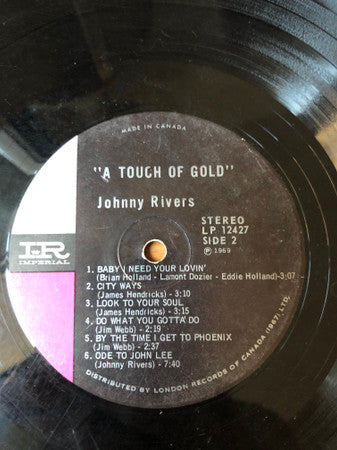 MADE IN CANADA
"A TOUCH OF GOLD"
Johnny Rivers
STEREO
LP 12427
SIDE 2
℗ 1969
IR
IMPERIAL
1. BABY I NEED YOUR LOVIN'
(Brian Holland - Lamont Dozier - Eddie Holland)-3:07
2. CITY WAYS
(James Hendricks) - 3:10
3. LOOK TO YOUR SOUL
(James Hendricks) - 3:15
4. DO WHAT YOU GOTTA DO
(Jim Webb) - 2:19
5. BY THE TIME I GET TO PHOENIX
(Jim Webb) - 2:37
6. ODE TO JOHN LEE
(Johnny Rivers) - 7:40
DISTRIBUTED BY LONDON RECORDS OF CANADA (1967) LTD.